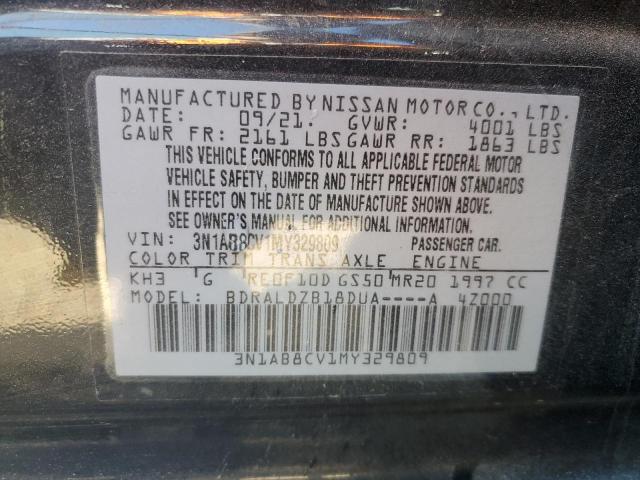 MANUFACTURED BY NISSAN MOTOR CO., LTD.
DATE: 09/21. GVWR: 4001 LBS
GAWR FR: 2161 LBS GAWR RR: 1863 LBS
THIS VEHICLE CONFORMS TO ALL APPLICABLE FEDERAL MOTOR
VEHICLE SAFETY, BUMPER AND THEFT PREVENTION STANDARDS
IN EFFECT ON THE DATE OF MANUFACTURE SHOWN ABOVE.
SEE OWNER'S MANUAL FOR ADDITIONAL INFORMATION.
VIN: 3N1AB8CV1MY329809 PASSENGER CAR.
COLOR TRIM TRANS AXLE ENGINE
KH3 G RE0F10D GS50 MR20 1997 CC
MODEL: BDRALDZB18DUA----A 4Z000
3N1AB8CV1MY329809